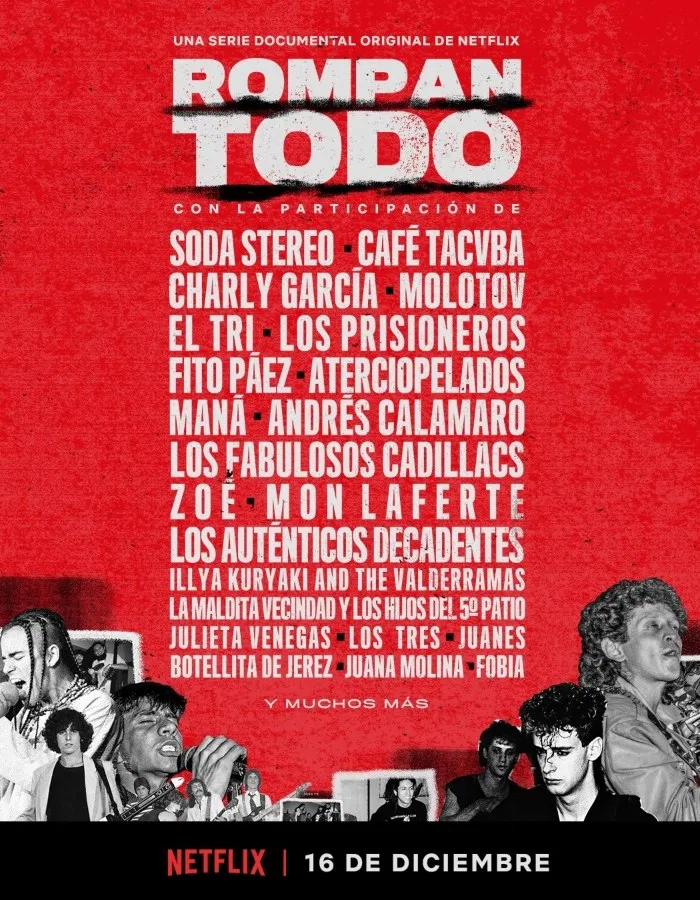 UNA SERIE DOCUMENTAL ORIGINAL DE NETFLIX
ROMPAN
TODO
CON LA PARTICIPACIÓN DE
SODA STEREO · CAFÉ TACVBA
CHARLY GARCÍA · MOLOTOV
EL TRI · LOS PRISIONEROS
FITO PÁEZ · ATERCIOPELADOS
MANÁ · ANDRÉS CALAMARO
LOS FABULOSOS CADILLACS
ZOÉ · MON LAFERTE
LOS AUTÉNTICOS DECADENTES
ILLYA KURYAKI AND THE VALDERRAMAS
LA MALDITA VECINDAD Y LOS HIJOS DEL 5º PATIO
JULIETA VENEGAS · LOS TRES · JUANES
BOTELLITA DE JEREZ · JUANA MOLINA · FOBIA
Y MUCHOS MÁS
NETFLIX | 16 DE DICIEMBRE